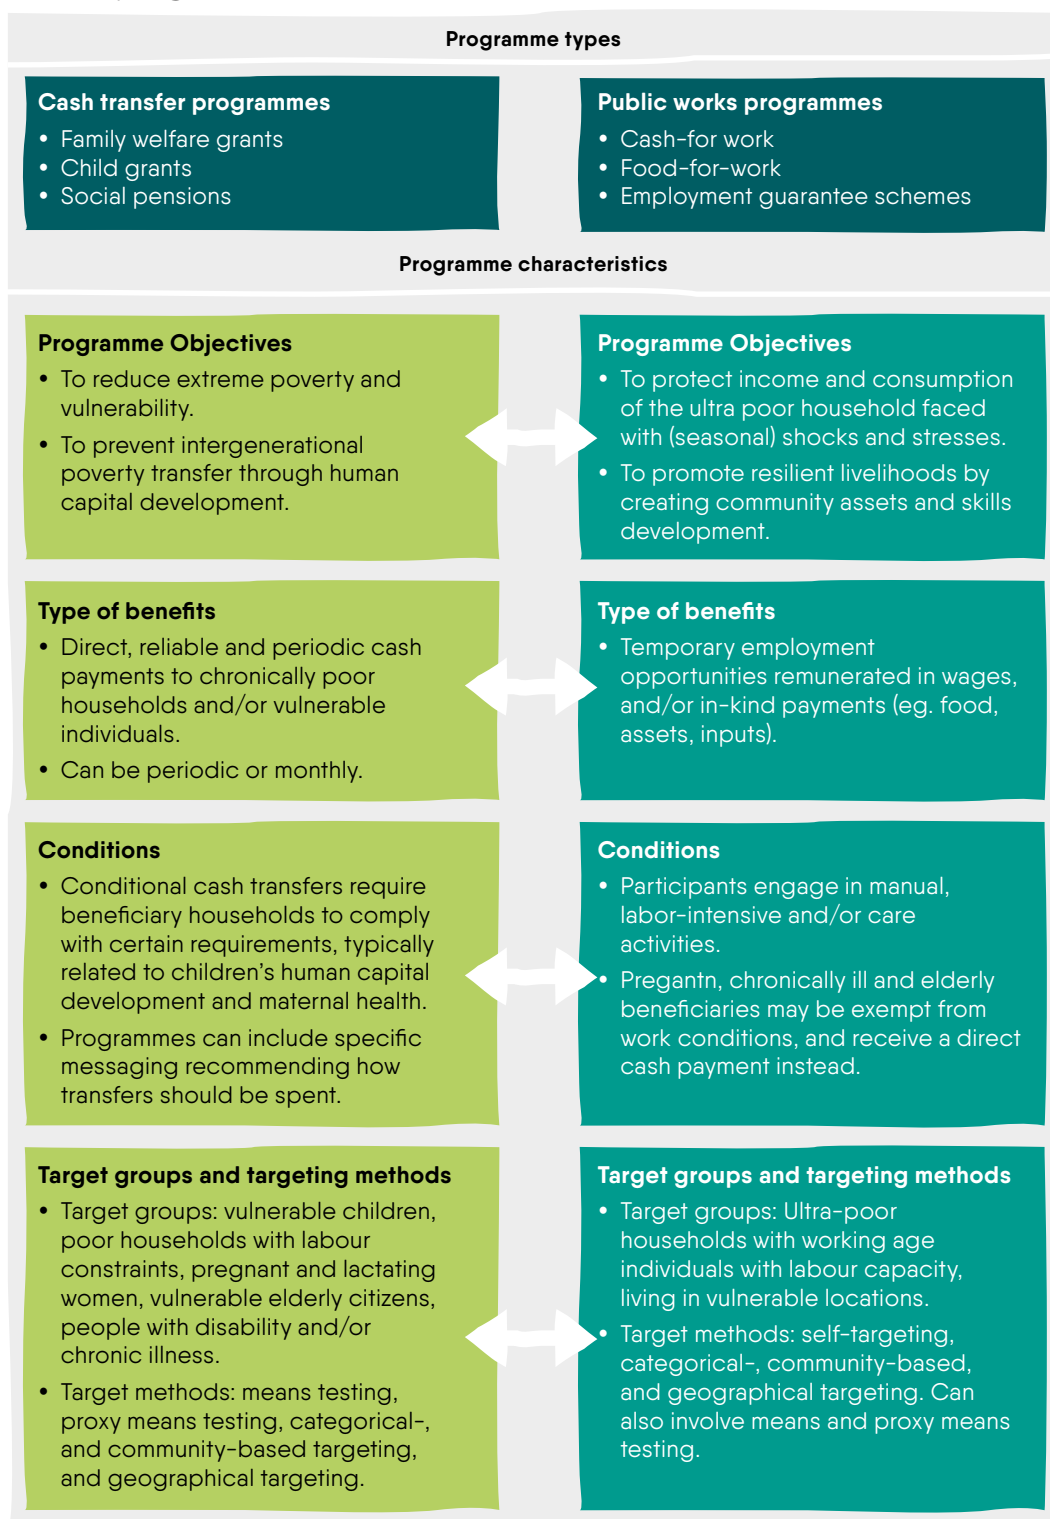 Programme types
Cash transfer programmes
• Family welfare grants
• Child grants
• Social pensions
Public works programmes
• Cash-for work
• Food-for-work
• Employment guarantee schemes
Programme characteristics
Programme Objectives
• To reduce extreme poverty and
vulnerability.
• To prevent intergenerational
poverty transfer through human
capital development.
Programme Objectives
• To protect income and consumption
of the ultra poor household faced
with (seasonal) shocks and stresses.
• To promote resilient livelihoods by
creating community assets and skills
development.
Type of benefits
• Direct, reliable and periodic cash
payments to chronically poor
households and/or vulnerable
individuals.
• Can be periodic or monthly.
Type of benefits
• Temporary employment
opportunities remunerated in wages,
and/or in-kind payments (eg. food,
assets, inputs).
Conditions
• Conditional cash transfers require
beneficiary households to comply
with certain requirements, typically
related to children's human capital
development and maternal health.
• Programmes can include specific
messaging recommending how
transfers should be spent.
Conditions
• Participants engage in manual,
labor-intensive and/or care
activities.
• Pregantn, chronically ill and elderly
beneficiaries may be exempt from
work conditions, and receive a direct
cash payment instead.
Target groups and targeting methods
• Target groups: vulnerable children,
poor households with labour
constraints, pregnant and lactating
women, vulnerable elderly citizens,
people with disability and/or
chronic illness.
• Target methods: means testing,
proxy means testing, categorical-,
and community-based targeting,
and geographical targeting.
Target groups and targeting methods
• Target groups: Ultra-poor
households with working age
individuals with labour capacity,
living in vulnerable locations.
• Target methods: self-targeting,
categorical-, community-based,
and geographical targeting. Can
also involve means and proxy means
testing.